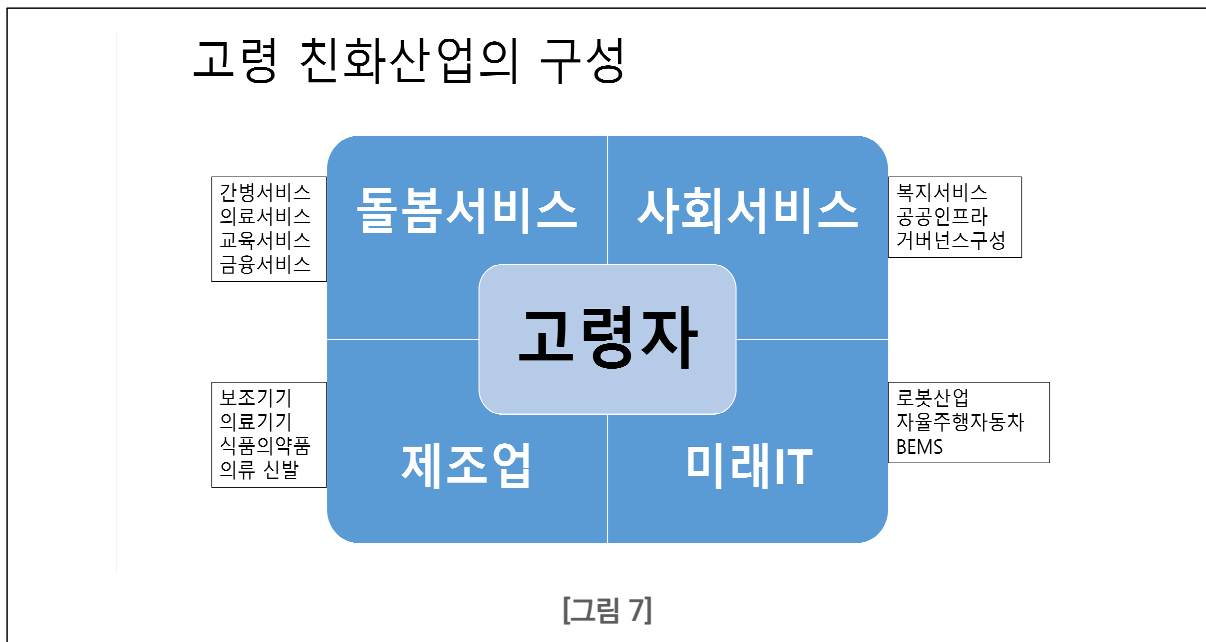 고령 친화산업의 구성
간병서비스
의료서비스
교육서비스
금융서비스
돌봄서비스
사회서비스
복지서비스
공공인프라
거버넌스구성
고령자
보조기기
의료기기
식품의약품
의류 신발
제조업
미래IT
로봇산업
자율주행자동차
BEMS
[그림 7]